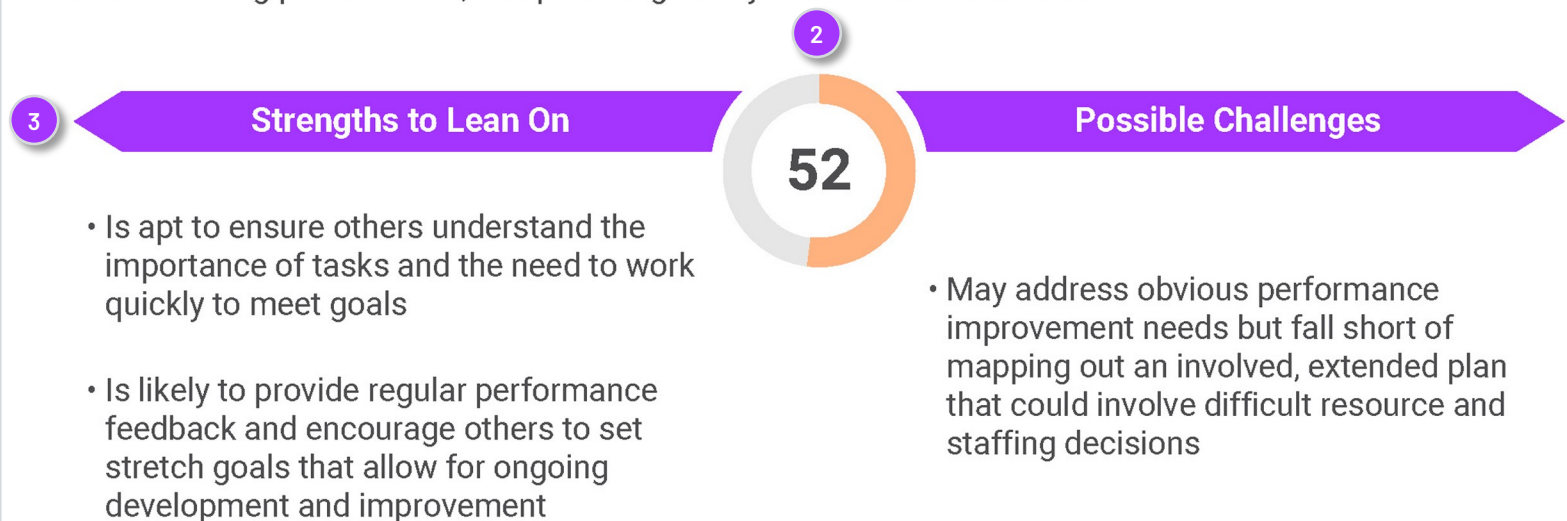 2
3
Strengths to Lean On
Possible Challenges
52
• Is apt to ensure others understand the
importance of tasks and the need to work
quickly to meet goals
• Is likely to provide regular performance
feedback and encourage others to set
stretch goals that allow for ongoing
development and improvement
• May address obvious performance
improvement needs but fall short of
mapping out an involved, extended plan
that could involve difficult resource and
staffing decisions